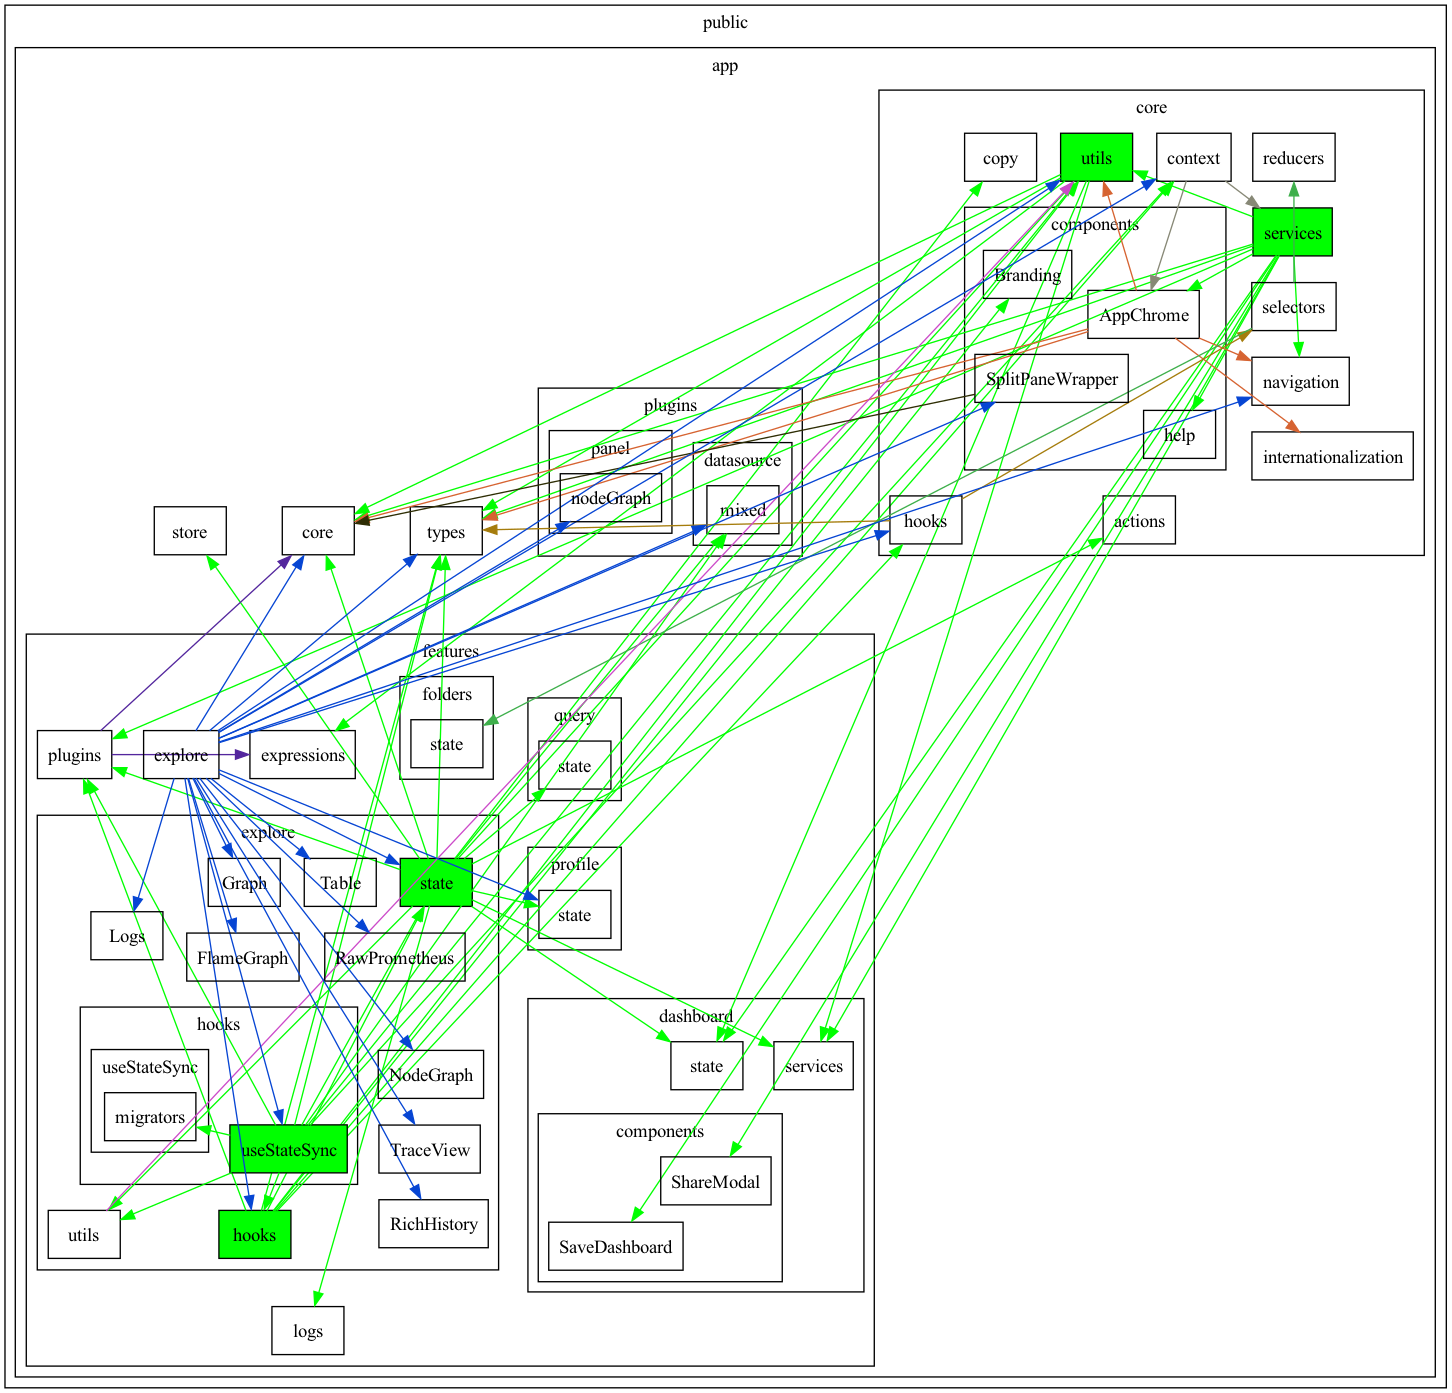 public
app
core
copy
utils
context
reducers
components
services
Branding
selectors
AppChrome
SplitPaneWrapper
navigation
plugins
help
panel
datasource
internationalization
nodeGraph
mixed
store
core
types
hooks
actions
features
folders
query
plugins
explore
expressions
state
state
explore
profile
Graph
Table
state
state
Logs
FlameGraph
RawPrometheus
hooks
dashboard
useStateSync
NodeGraph
state
services
migrators
components
useStateSync
TraceView
ShareModal
utils
hooks
RichHistory
SaveDashboard
logs